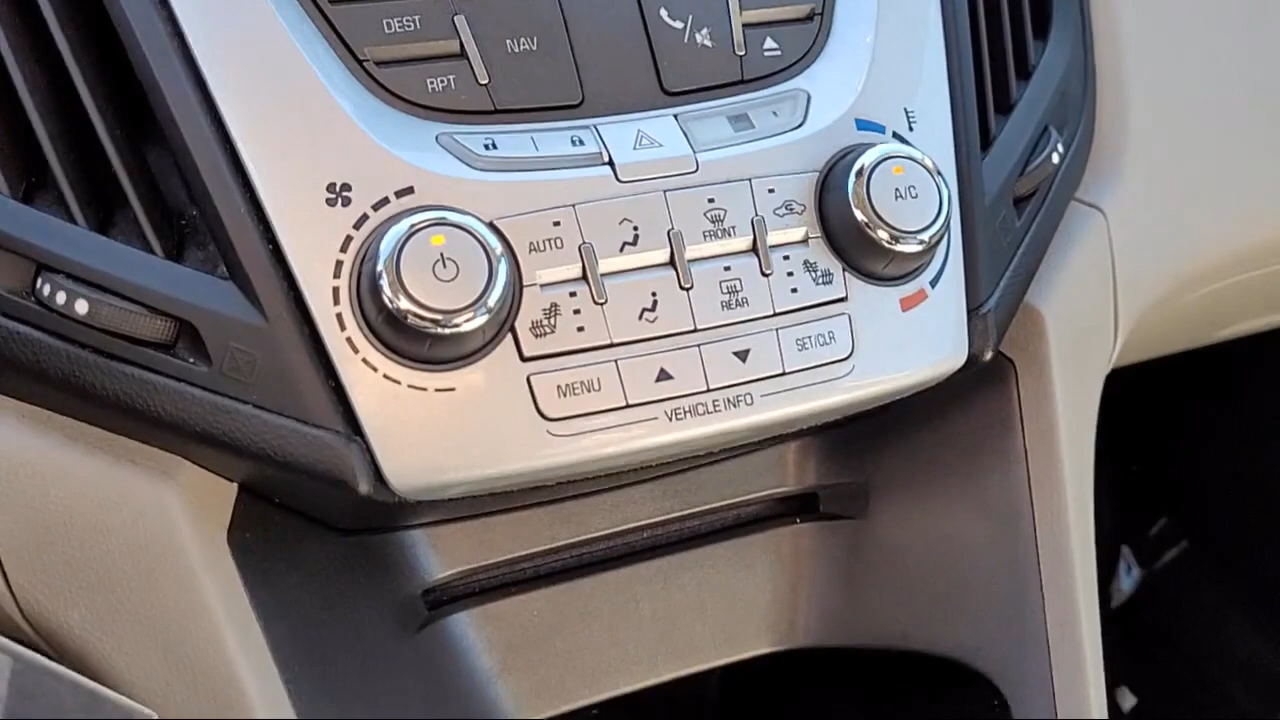 DEST
NAV
RPT
A/C
AUTO
FRONT
REAR
MENU
SET/CLR
VEHICLE INFO